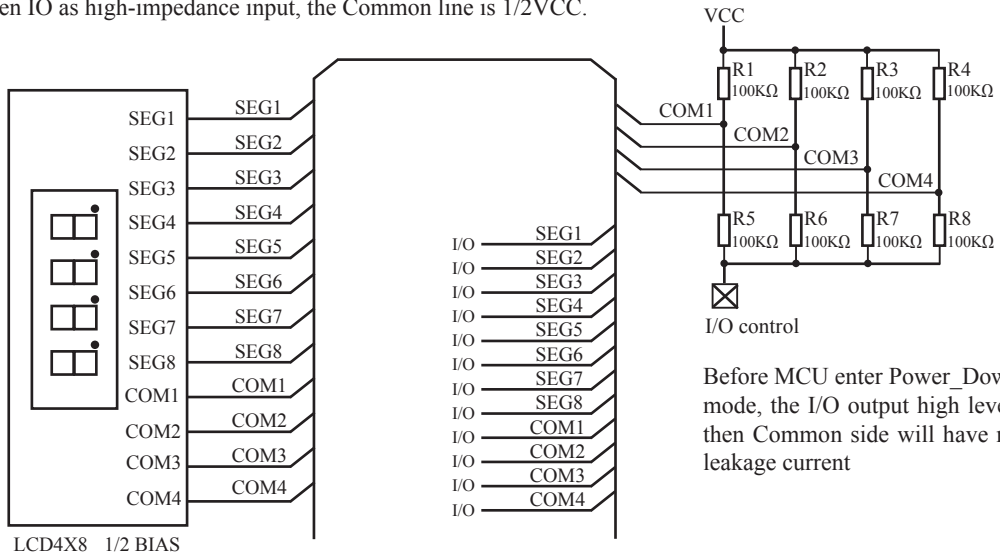 IO as high-impedance input, the Common line is 1/2VCC.
VCC
R1
100KΩ
R2
100KΩ
R3
100KΩ
R4
100KΩ
COM1
COM2
COM3
COM4
R5
100KΩ
R6
100KΩ
R7
100KΩ
R8
100KΩ
I/O control
SEG1
SEG2
SEG3
SEG4
SEG5
SEG6
SEG7
SEG8
COM1
COM2
COM3
COM4
SEG1
SEG2
SEG3
SEG4
SEG5
SEG6
SEG7
SEG8
COM1
COM2
COM3
COM4
I/O SEG1
I/O SEG2
I/O SEG3
I/O SEG4
I/O SEG5
I/O SEG6
I/O SEG7
I/O SEG8
I/O COM1
I/O COM2
I/O COM3
I/O COM4
Before MCU enter
mode, the I/O output high
then Common side will have
leakage current
LCD4X8 1/2 BIAS